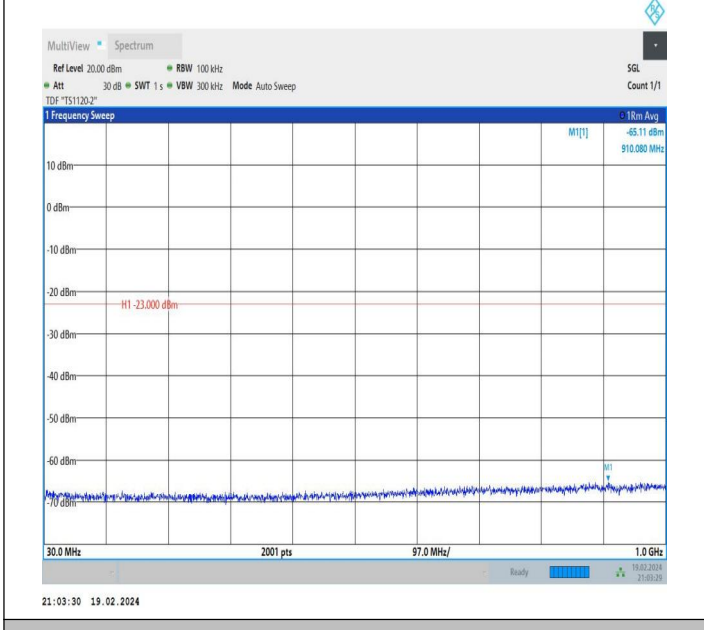 MultiView Spectrum
Ref Level 20.00 dBm RBW 100 kHz SGL
Att 30 dB SWT 1 s VBW 300 kHz Mode Auto Sweep Count 1/1
TDF "TS1120-2"
1 Frequency Sweep 1Rm Avg
M1[1] -65.11 dBm
910.080 MHz
10 dBm
0 dBm
-10 dBm
-20 dBm
H1 -23.000 dBm
-30 dBm
-40 dBm
-50 dBm
-60 dBm
M1
-70 dBm
30.0 MHz 2001 pts 97.0 MHz/ 1.0 GHz
Ready 19.02.2024
21:03:29
21:03:30 19.02.2024